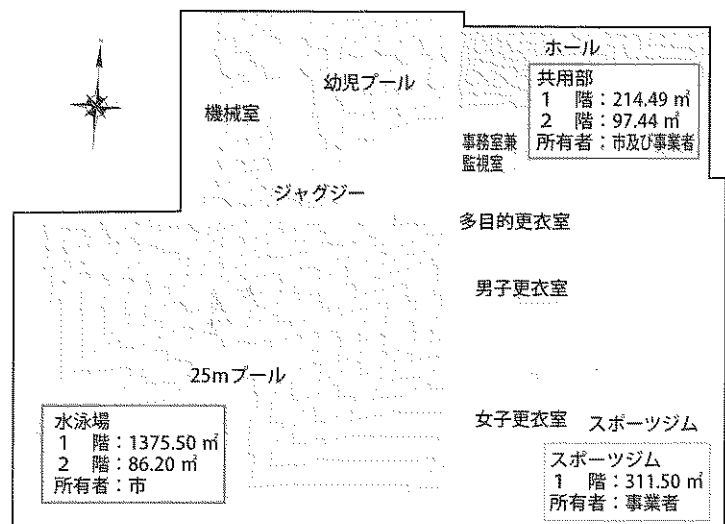 ホール
共用部
1 階：214.49 ㎡
2 階：97.44 ㎡
所有者：市及び事業者
幼児プール
機械室
事務室兼
監視室
ジャグジー
多目的更衣室
男子更衣室
25mプール
水泳場
1 階：1375.50 ㎡
2 階：86.20 ㎡
所有者：市
女子更衣室
スポーツジム
スポーツジム
1 階：311.50 ㎡
所有者：事業者